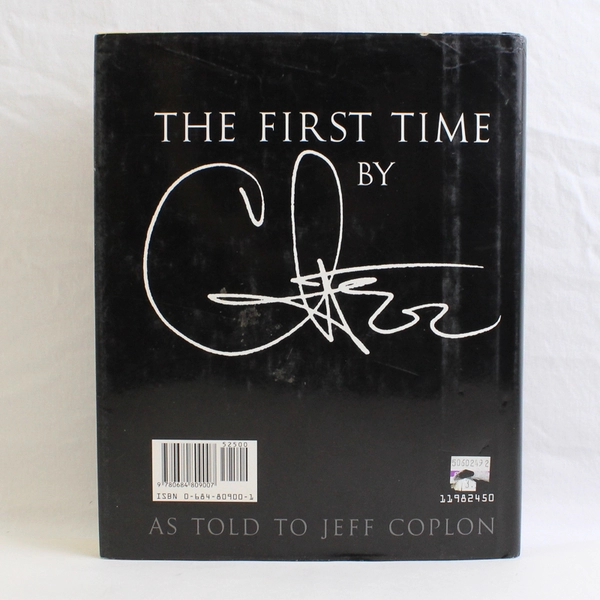 THE FIRST TIME
BY
Cher
52500
9 780684 809007
ISBN 0-684-80900-1
11982450
AS TOLD TO JEFF COPLON